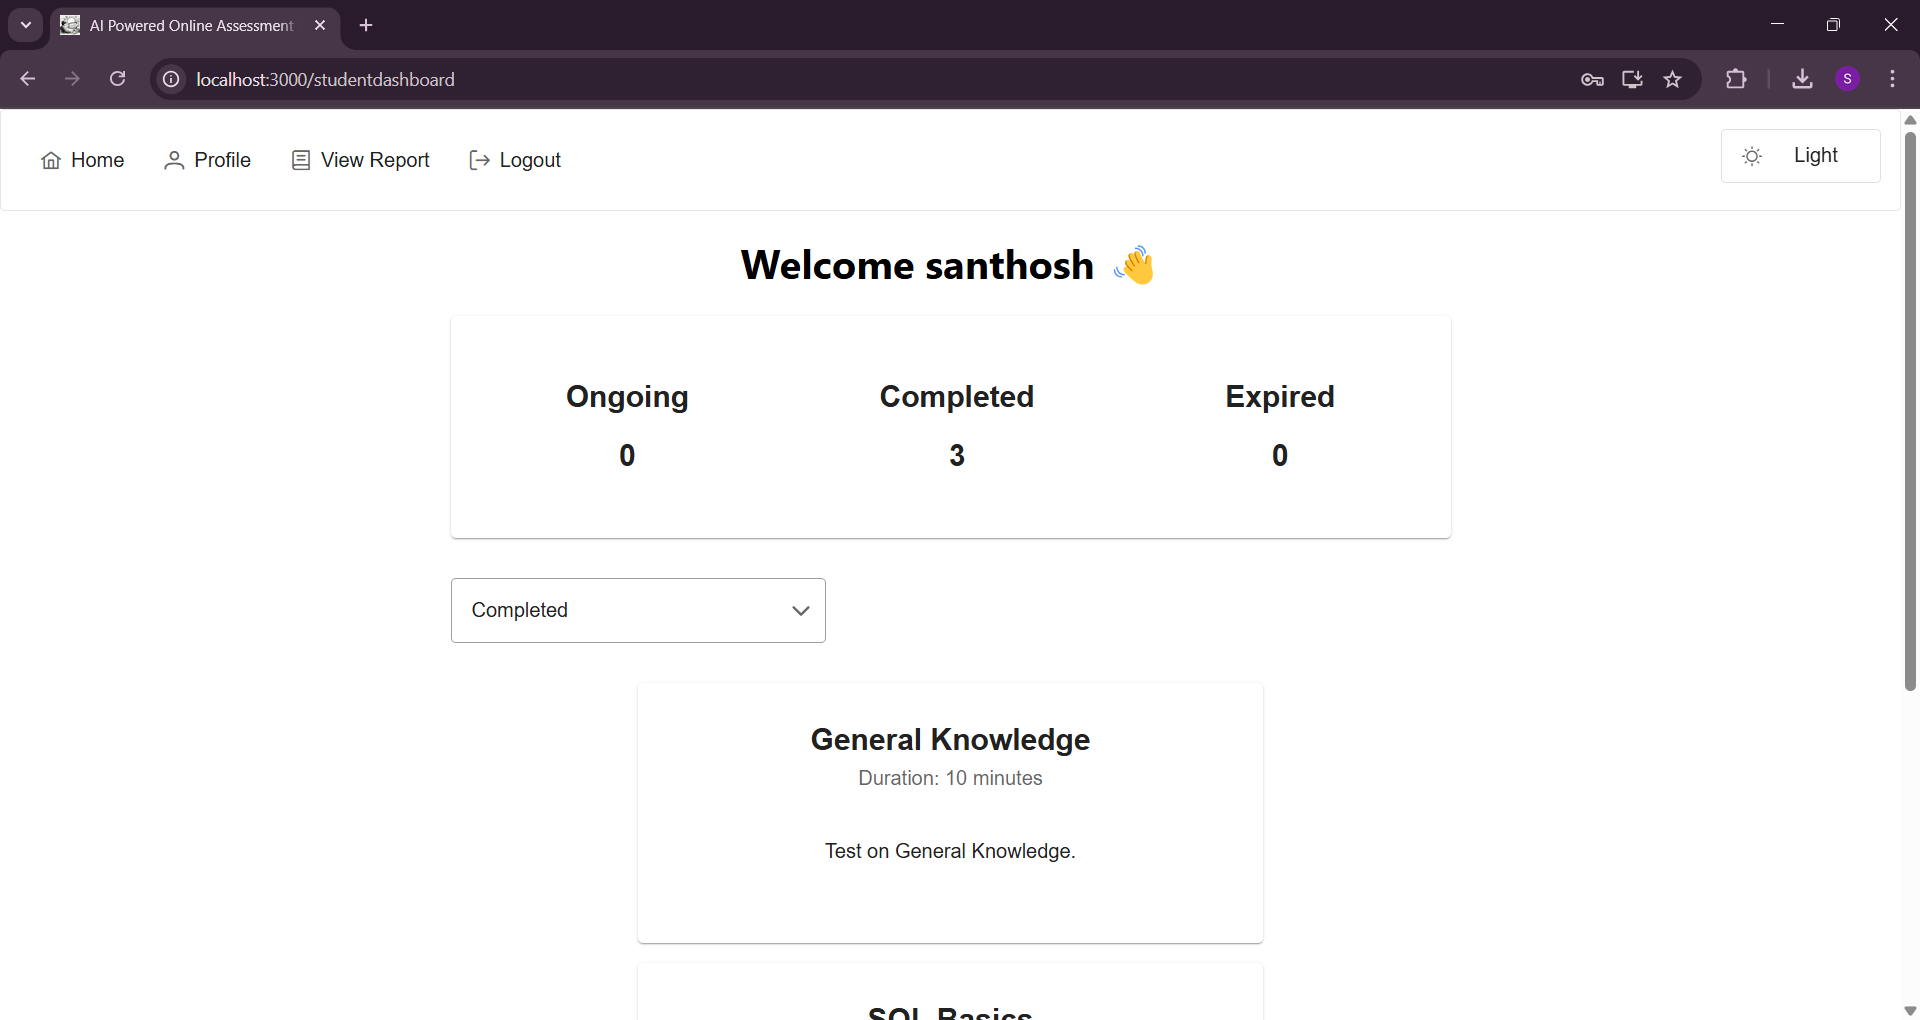 AI Powered Online Assessment
localhost:3000/studentdashboard
S
Home
Profile
View Report
Logout
Light
Welcome santhosh 👋
Ongoing
Completed
Expired
0
3
0
Completed
General Knowledge
Duration: 10 minutes
Test on General Knowledge.
SQL Basics